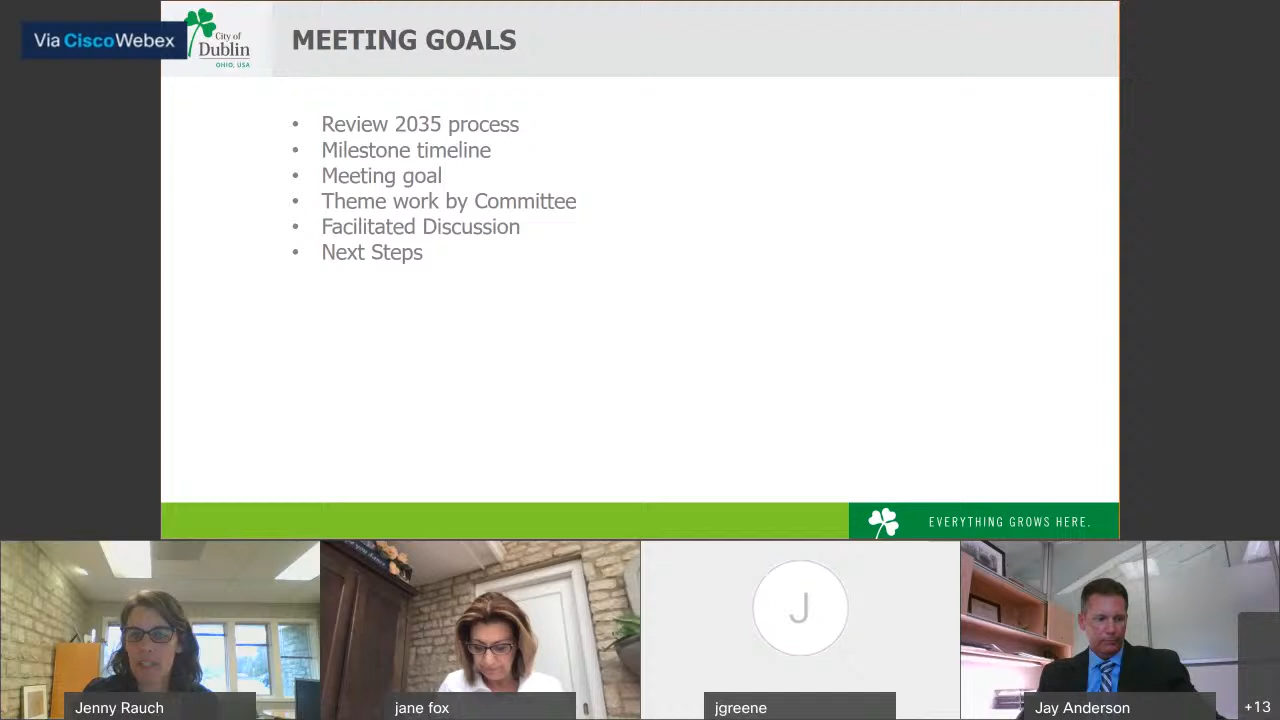 Via CiscoWebex
City of
Dublin
OHIO, USA
MEETING GOALS
• Review 2035 process
• Milestone timeline
• Meeting goal
• Theme work by Committee
• Facilitated Discussion
• Next Steps
EVERYTHING GROWS HERE.
J
Jenny Rauch
jane fox
jgreene
Jay Anderson
+13